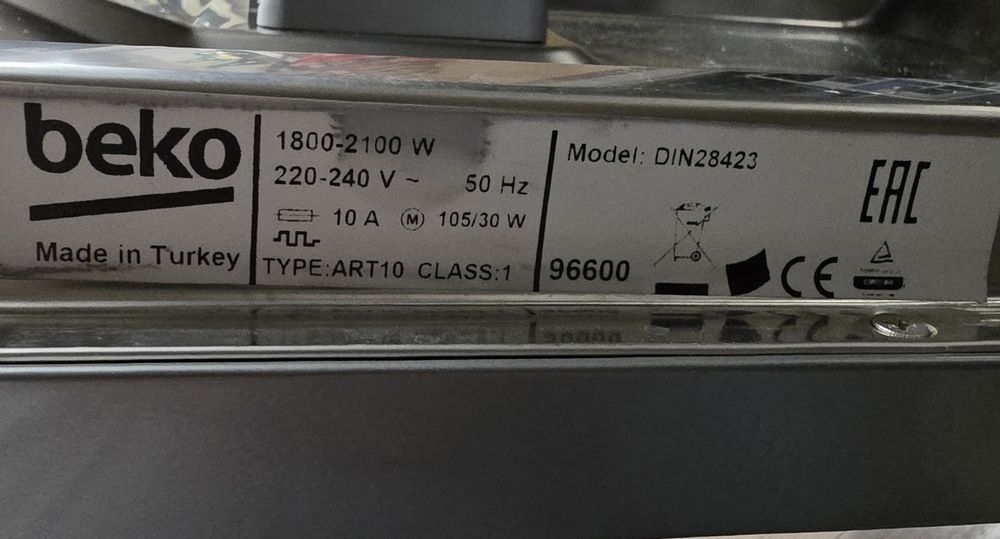 beko
Made in Turkey
1800-2100 W
220-240 V ~ 50 Hz
10 A M 105/30 W
TYPE:ART10 CLASS:1
Model: DIN28423
96600
EAC
CE